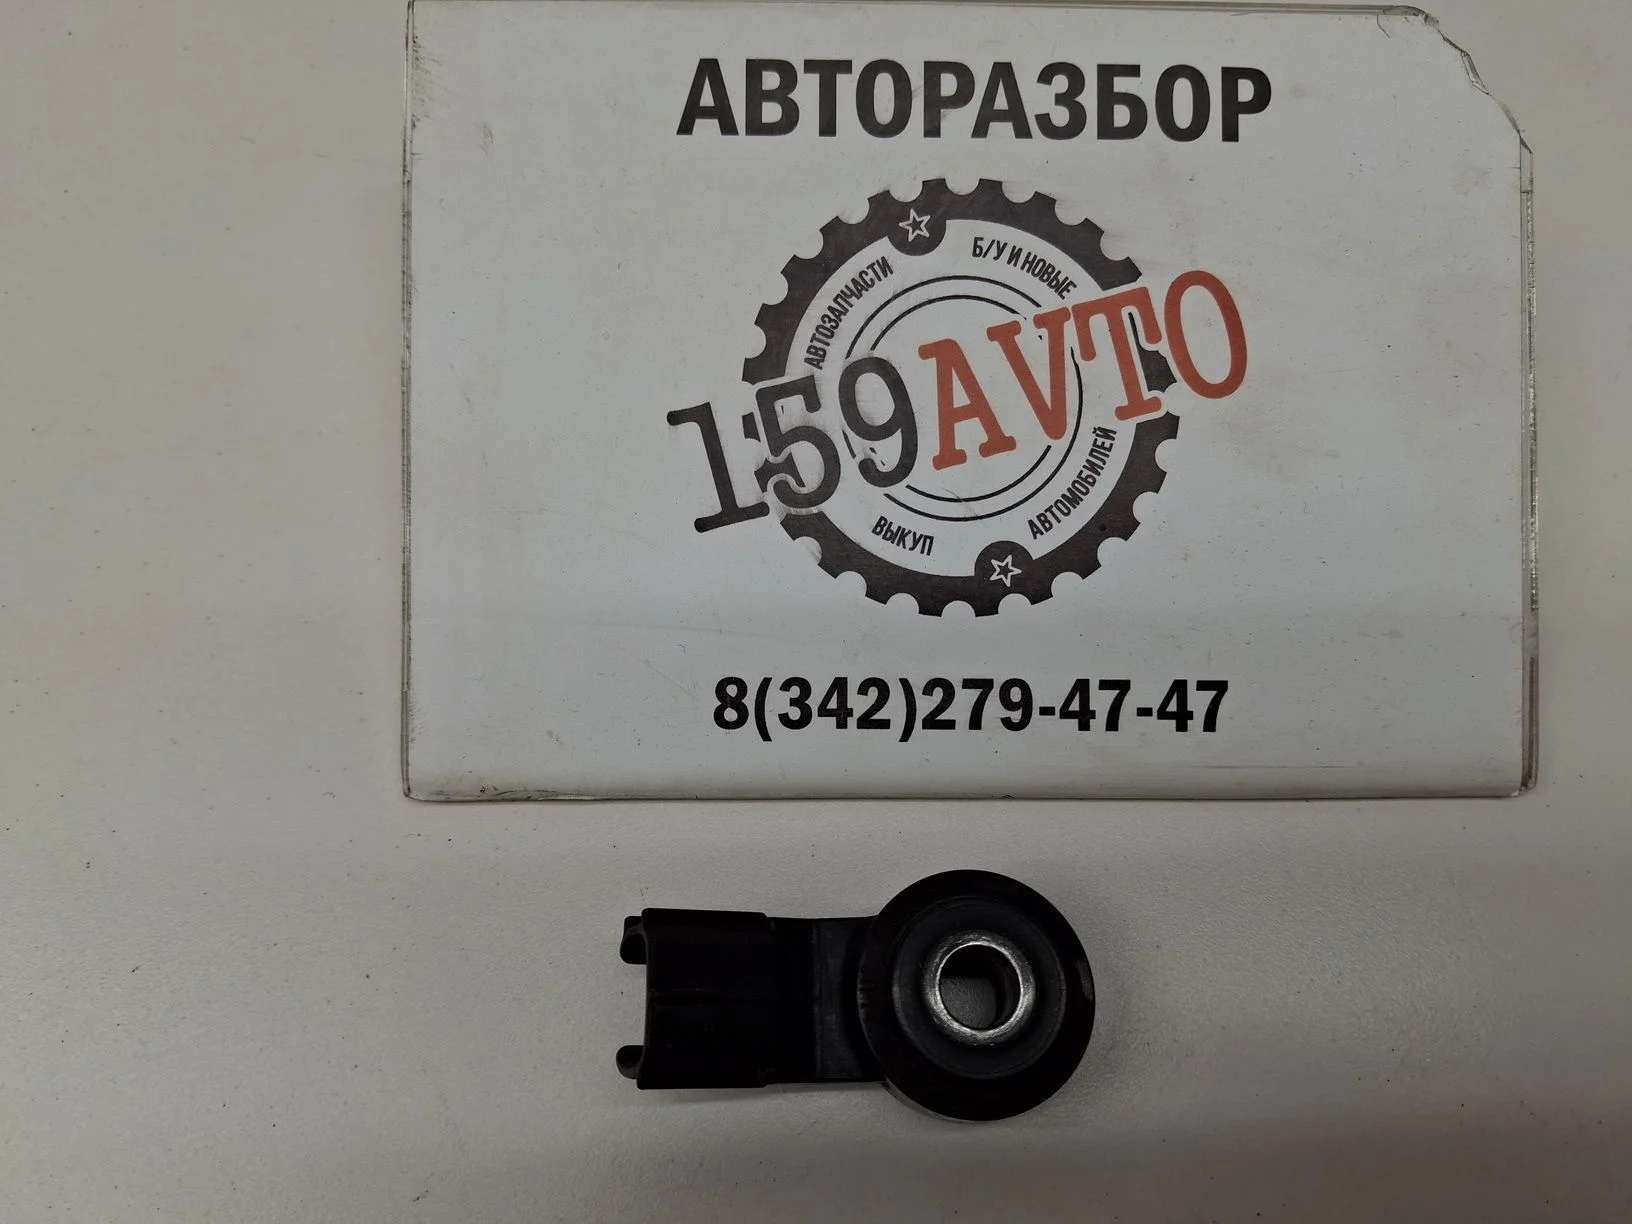 АВТОРАЗБОР
АВТОЗАПЧАСТИ
Б/У И НОВЫЕ
159AVTO
ВЫКУП
АВТОМОБИЛЕЙ
8(342)279-47-47